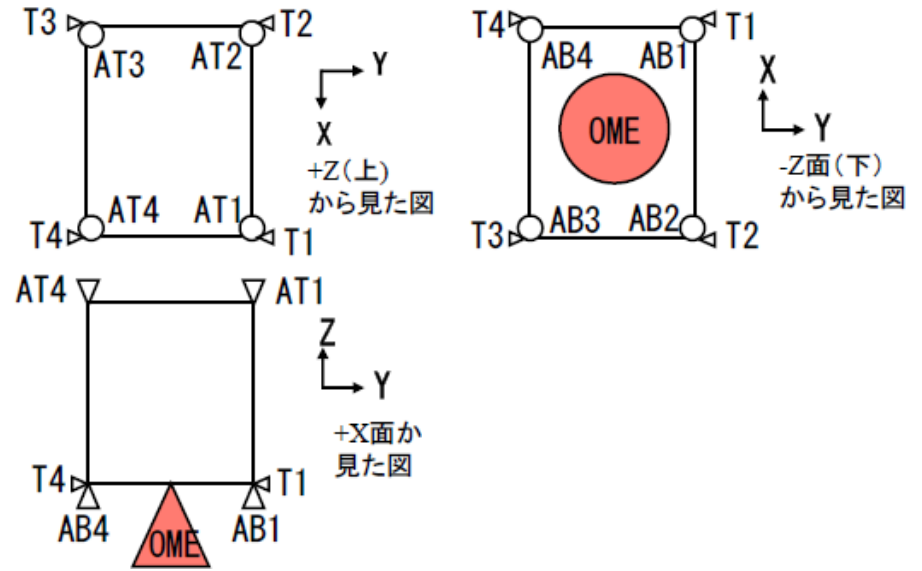 T3
T2
AT3
AT2
Y
X
+Z(上)
から見た図
AT4
AT1
T4
T1
T4
T1
AB4
AB1
OME
X
Y
-Z面(下)
から見た図
AB3
AB2
T3
T2
AT4
AT1
Z
Y
+X面か
見た図
T4
T1
AB4
AB1
OME